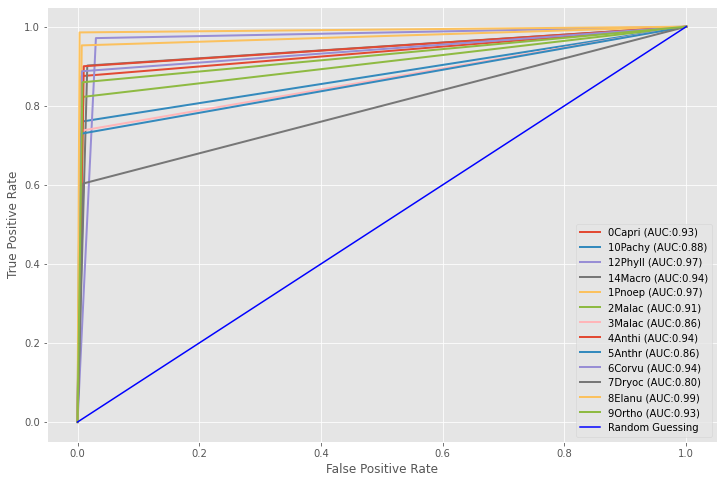 1.0
0.8
0.6
0.4
0.2
0.0
True Positive Rate
0Capri (AUC:0.93)
10Pachy (AUC:0.88)
12Phyll (AUC:0.97)
14Macro (AUC:0.94)
1Pnoep (AUC:0.97)
2Malac (AUC:0.91)
3Malac (AUC:0.86)
4Anthi (AUC:0.94)
5Anthr (AUC:0.86)
6Corvu (AUC:0.94)
7Dryoc (AUC:0.80)
8Elanu (AUC:0.99)
9Ortho (AUC:0.93)
Random Guessing
0.0 0.2 0.4 0.6 0.8 1.0
False Positive Rate